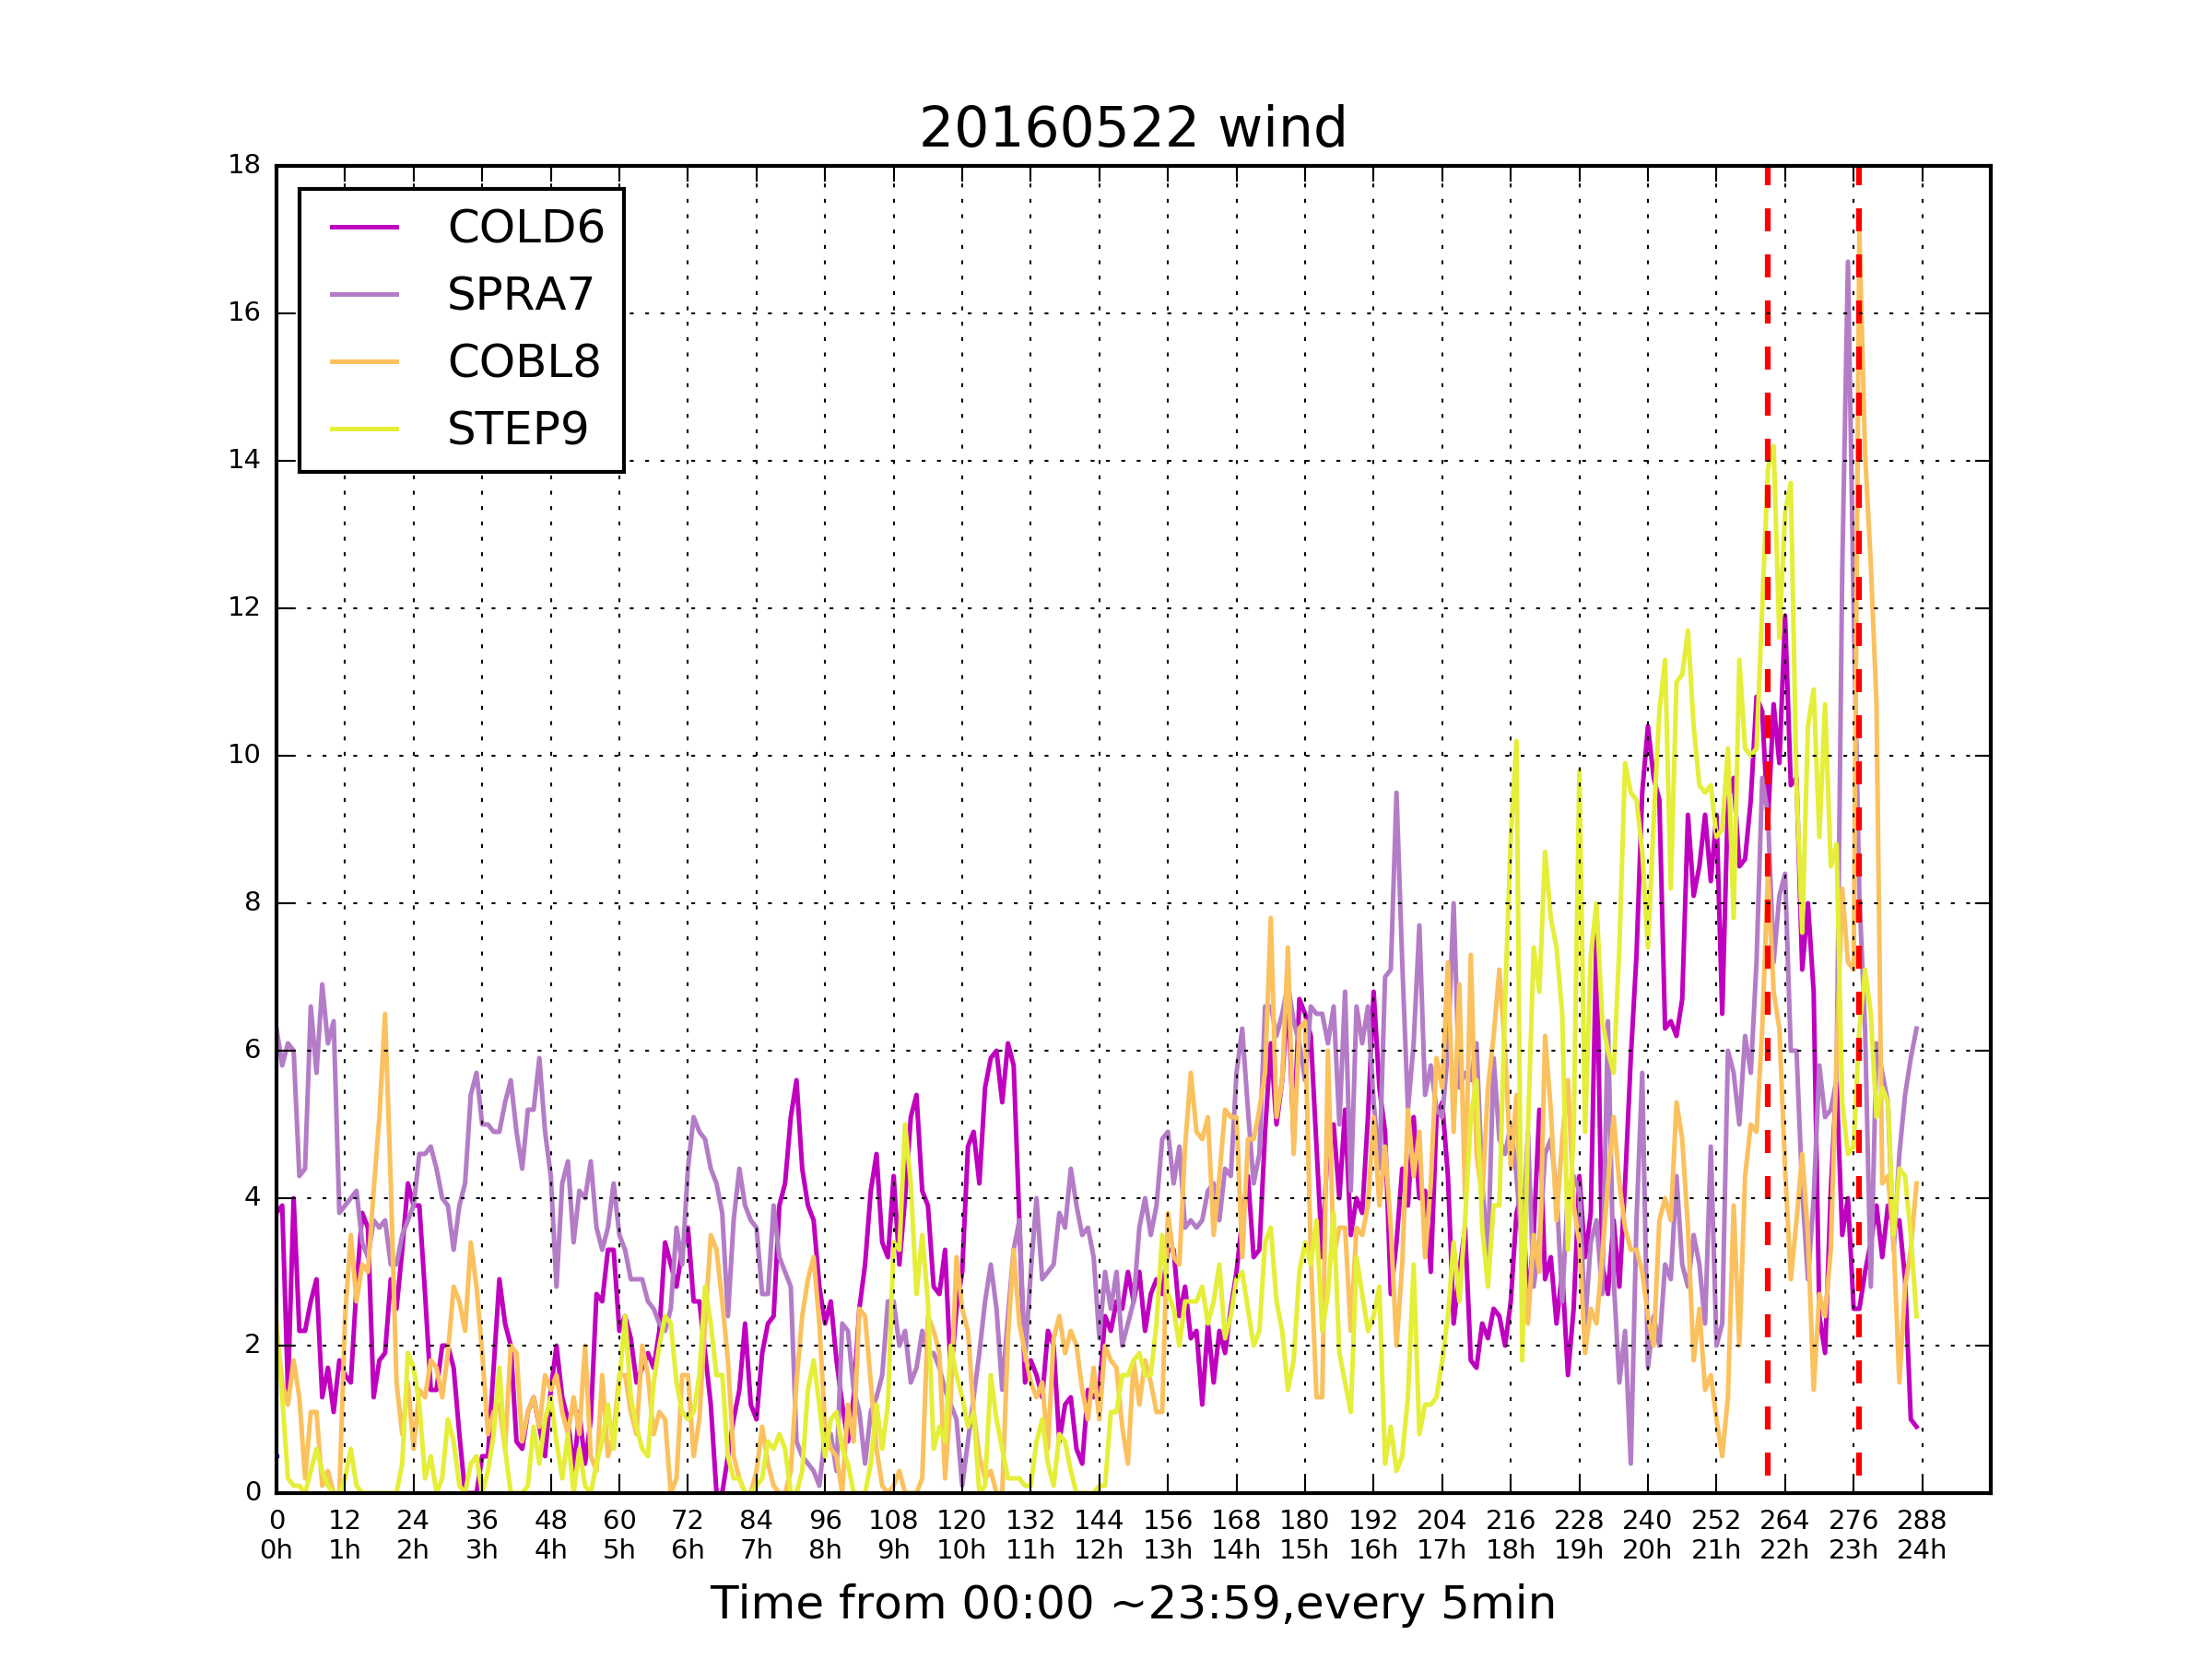 20160522 wind
18
16
14
12
10
8
6
4
2
0
COLD6
SPRA7
COBL8
STEP9
0 12 24 36 48 60 72 84 96 108 120 132 144 156 168 180 192 204 216 228 240 252 264 276 288
0h 1h 2h 3h 4h 5h 6h 7h 8h 9h 10h 11h 12h 13h 14h 15h 16h 17h 18h 19h 20h 21h 22h 23h 24h
Time from 00:00 ~23:59,every 5min